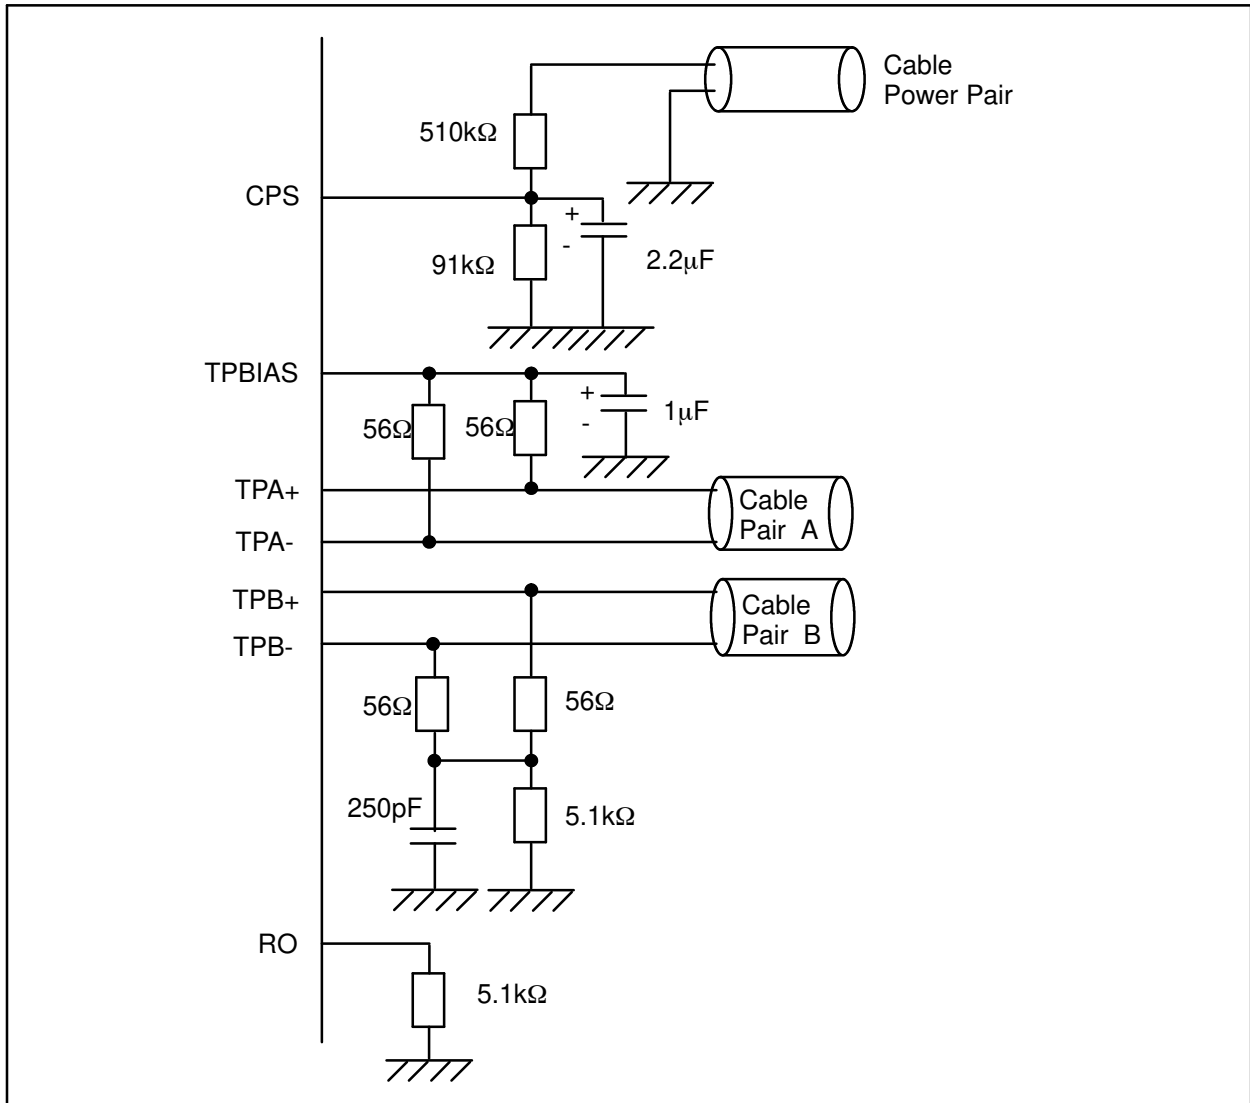 Cable
Power Pair
510kΩ
CPS
+
-
91kΩ
2.2µF
TPBIAS
+
-
1µF
56Ω
56Ω
TPA+
Cable
Pair A
TPA-
TPB+
Cable
Pair B
TPB-
56Ω
56Ω
250pF
5.1kΩ
RO
5.1kΩ